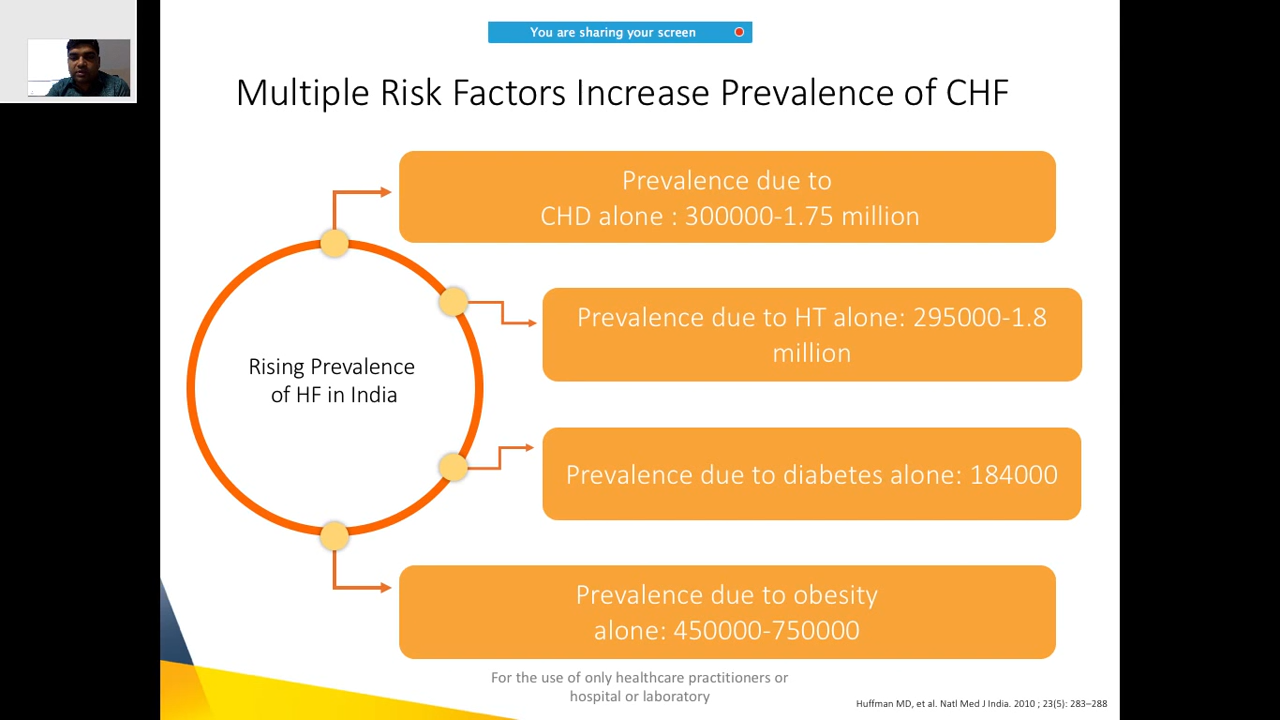 You are sharing your screen
Multiple Risk Factors Increase Prevalence of CHF
Prevalence due to
CHD alone : 300000-1.75 million
Prevalence due to HT alone: 295000-1.8
million
Rising Prevalence
of HF in India
Prevalence due to diabetes alone: 184000
Prevalence due to obesity
alone: 450000-750000
For the use of only healthcare practitioners or
hospital or laboratory
Huffman MD, et al. Natl Med J India. 2010 ; 23(5): 283–288